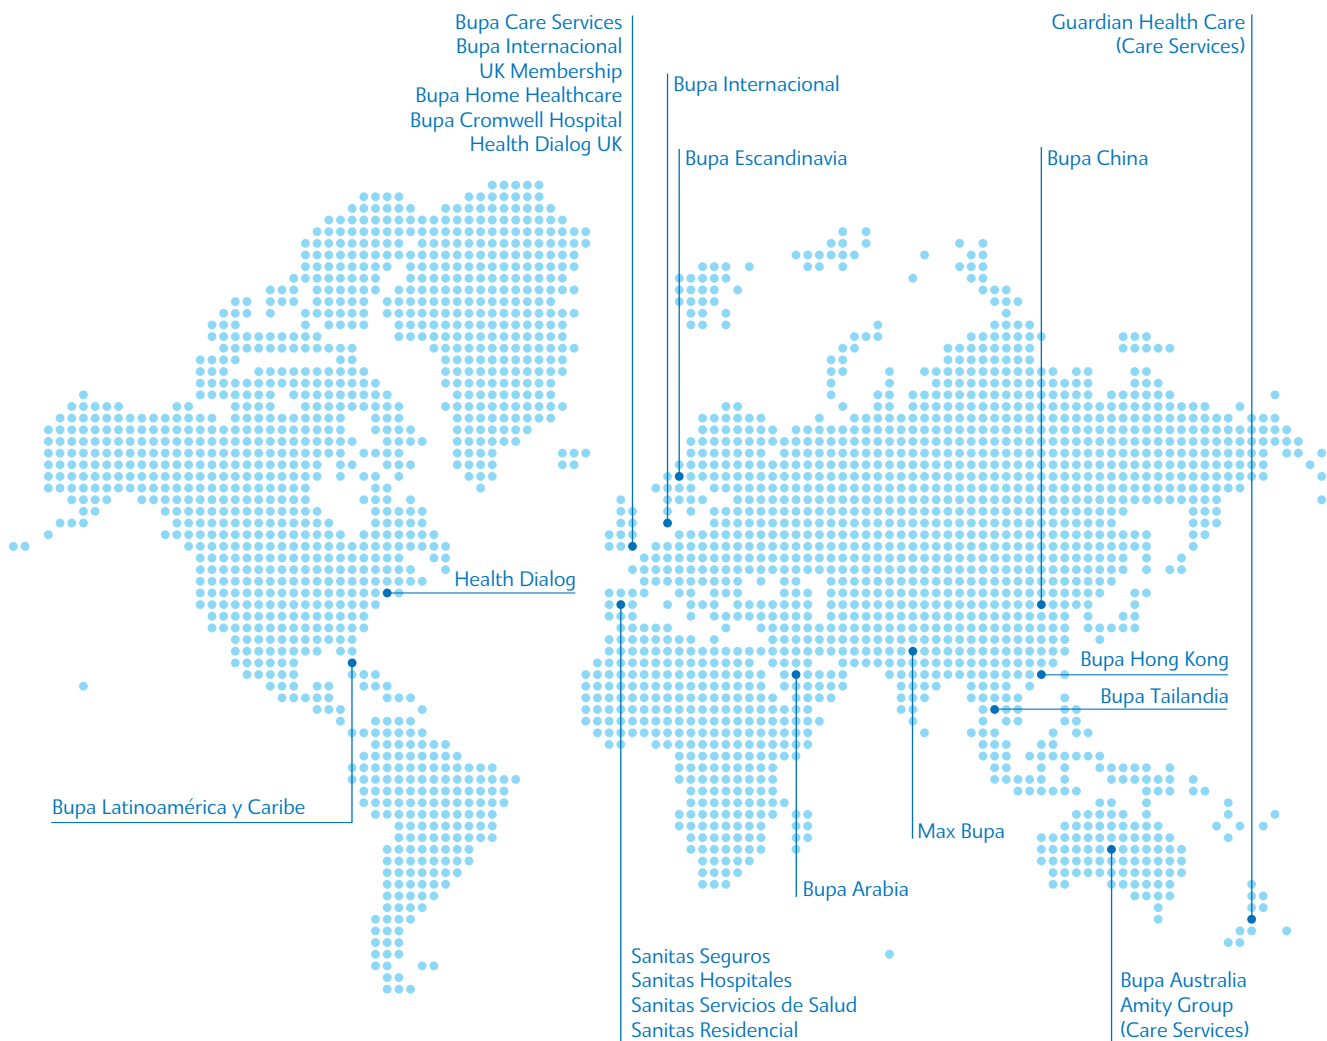 Bupa Care Services
Bupa Internacional
UK Membership
Bupa Home Healthcare
Bupa Cromwell Hospital
Health Dialog UK
Bupa Internacional
Bupa Escandinavia
Guardian Health Care
(Care Services)
Bupa China
Health Dialog
Bupa Hong Kong
Bupa Tailandia
Bupa Latinoamérica y Caribe
Max Bupa
Bupa Arabia
Sanitas Seguros
Sanitas Hospitales
Sanitas Servicios de Salud
Sanitas Residencial
Bupa Australia
Amity Group
(Care Services)